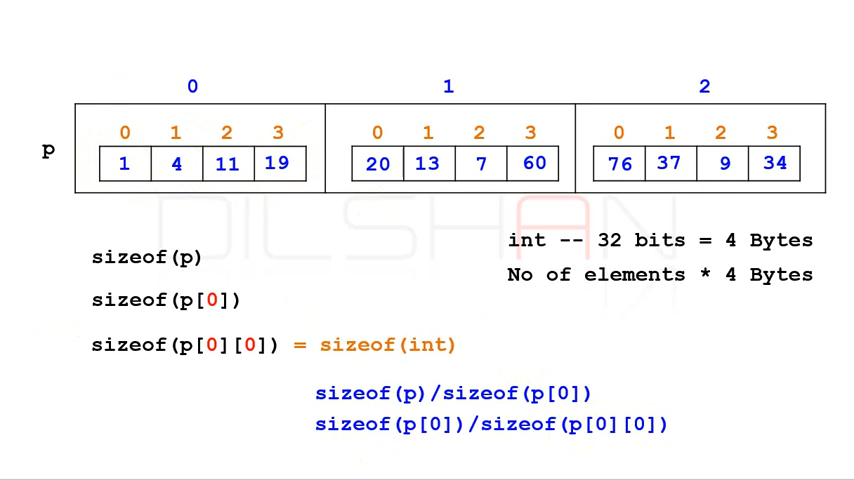 0 1 2
0 1 2 3 0 1 2 3 0 1 2 3
p
1 4 11 19 20 13 7 60 76 37 9 34
DILSHAN
int -- 32 bits = 4 Bytes
sizeof(p)
No of elements * 4 Bytes
sizeof(p[0])
sizeof(p[0][0]) = sizeof(int)
sizeof(p)/sizeof(p[0])
sizeof(p[0])/sizeof(p[0][0])